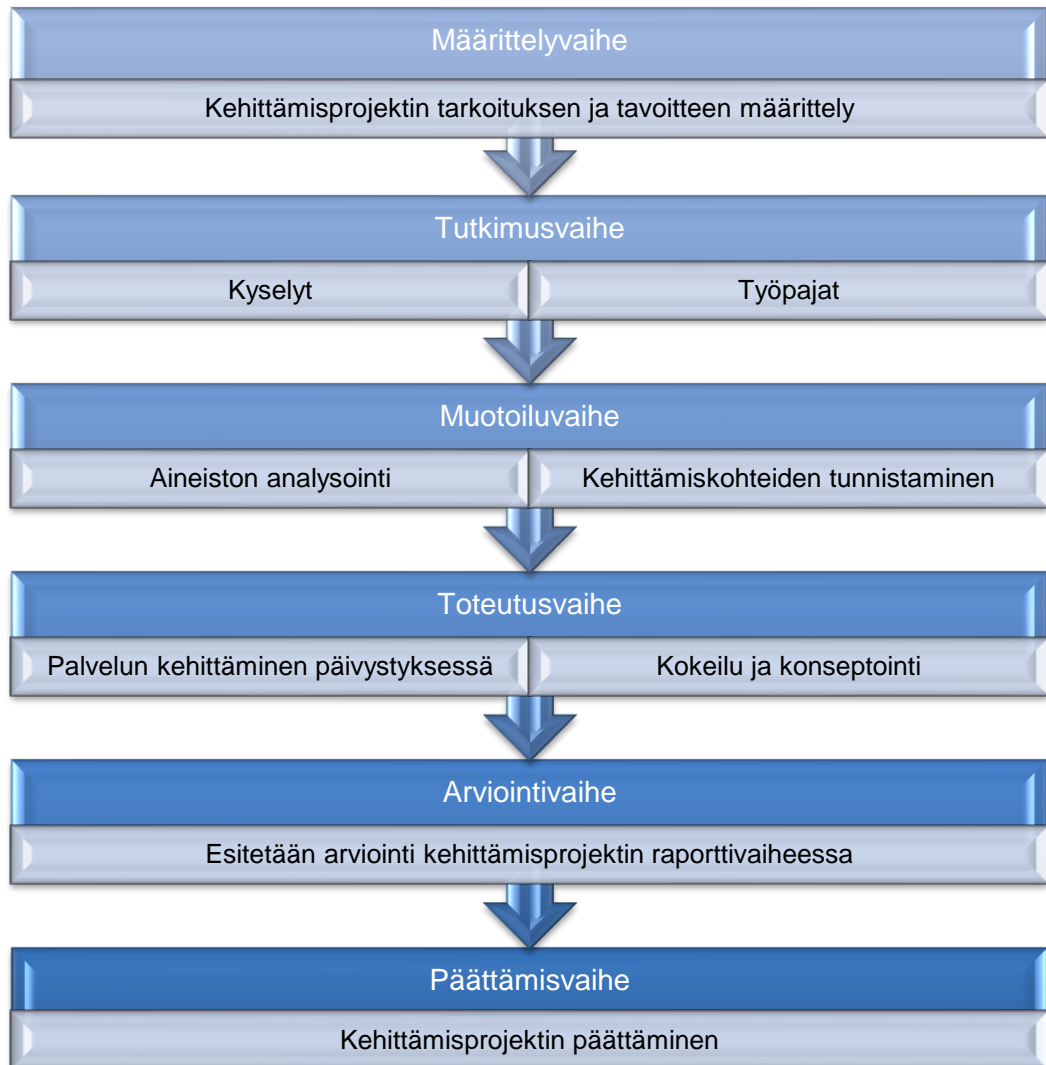 Määrittelyvaihe
Kehittämisprojektin tarkoituksen ja tavoitteen määrittely
Tutkimusvaihe
Kyselyt
Työpajat
Muotoiluvaihe
Aineiston analysointi
Kehittämiskohteiden tunnistaminen
Toteutusvaihe
Palvelun kehittäminen päivystyksessä
Kokeilu ja konseptointi
Arviointivaihe
Esitetään arviointi kehittämisprojektin raporttivaiheessa
Päättämisvaihe
Kehittämisprojektin päättäminen